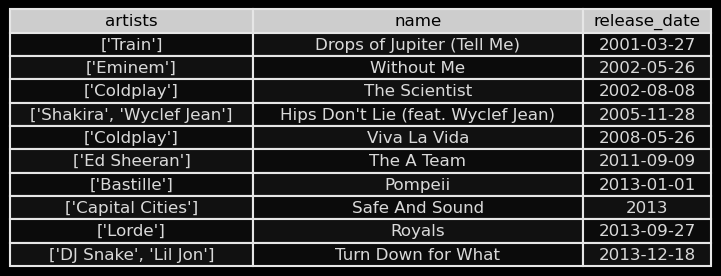 artists name release_date
['Train'] Drops of Jupiter (Tell Me) 2001-03-27
['Eminem'] Without Me 2002-05-26
['Coldplay'] The Scientist 2002-08-08
['Shakira', 'Wyclef Jean'] Hips Don't Lie (feat. Wyclef Jean) 2005-11-28
['Coldplay'] Viva La Vida 2008-05-26
['Ed Sheeran'] The A Team 2011-09-09
['Bastille'] Pompeii 2013-01-01
['Capital Cities'] Safe And Sound 2013
['Lorde'] Royals 2013-09-27
['DJ Snake', 'Lil Jon'] Turn Down for What 2013-12-18